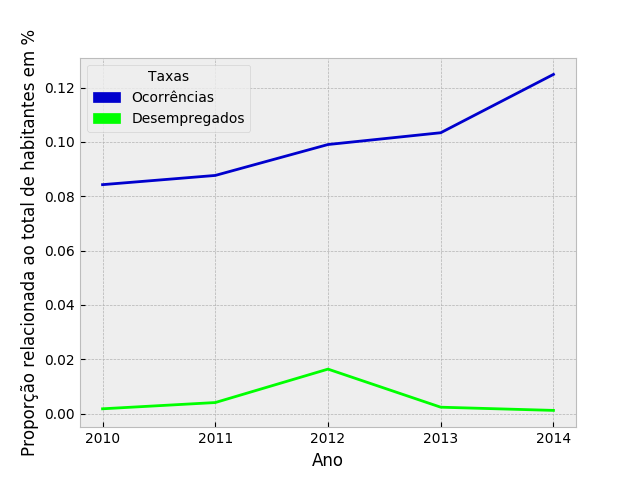 Proporção relacionada ao total de habitantes em %
Taxas
Ocorrências
Desempregados
0.12
0.10
0.08
0.06
0.04
0.02
0.00
2010 2011 2012 2013 2014
Ano